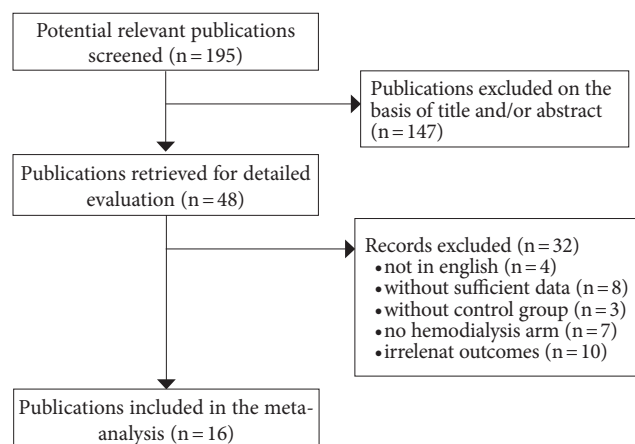 Potential relevant publications
screened (n = 195)
Publications excluded on the
basis of title and/or abstract
(n = 147)
Publications retrieved for detailed
evaluation (n = 48)
Records excluded (n = 32)
• not in english (n = 4)
• without sufficient data (n = 8)
• without control group (n = 3)
• no hemodialysis arm (n = 7)
• irrelenat outcomes (n = 10)
Publications included in the meta-
analysis (n = 16)